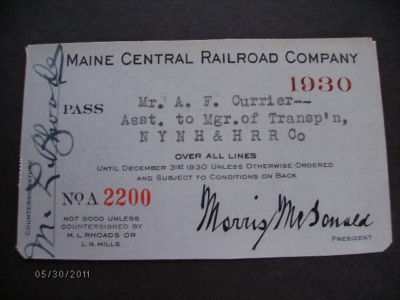 MAINE CENTRAL RAILROAD COMPANY
1930
PASS
Mr. A. F. Currier--
Asst. to Mgr.of Transp'n,
N Y N H & H R R Co
OVER ALL LINES
UNTIL DECEMBER 31ST 1930 UNLESS OTHERWISE ORDERED
AND SUBJECT TO CONDITIONS ON BACK
No. A 2200
NOT GOOD UNLESS
COUNTERSIGNED BY
M.L. RHOADS OR
L.N. MILLS
Morris McDonald
PRESIDENT
COUNTERSIGNATURE
M. L. Rhoads
05/30/2011